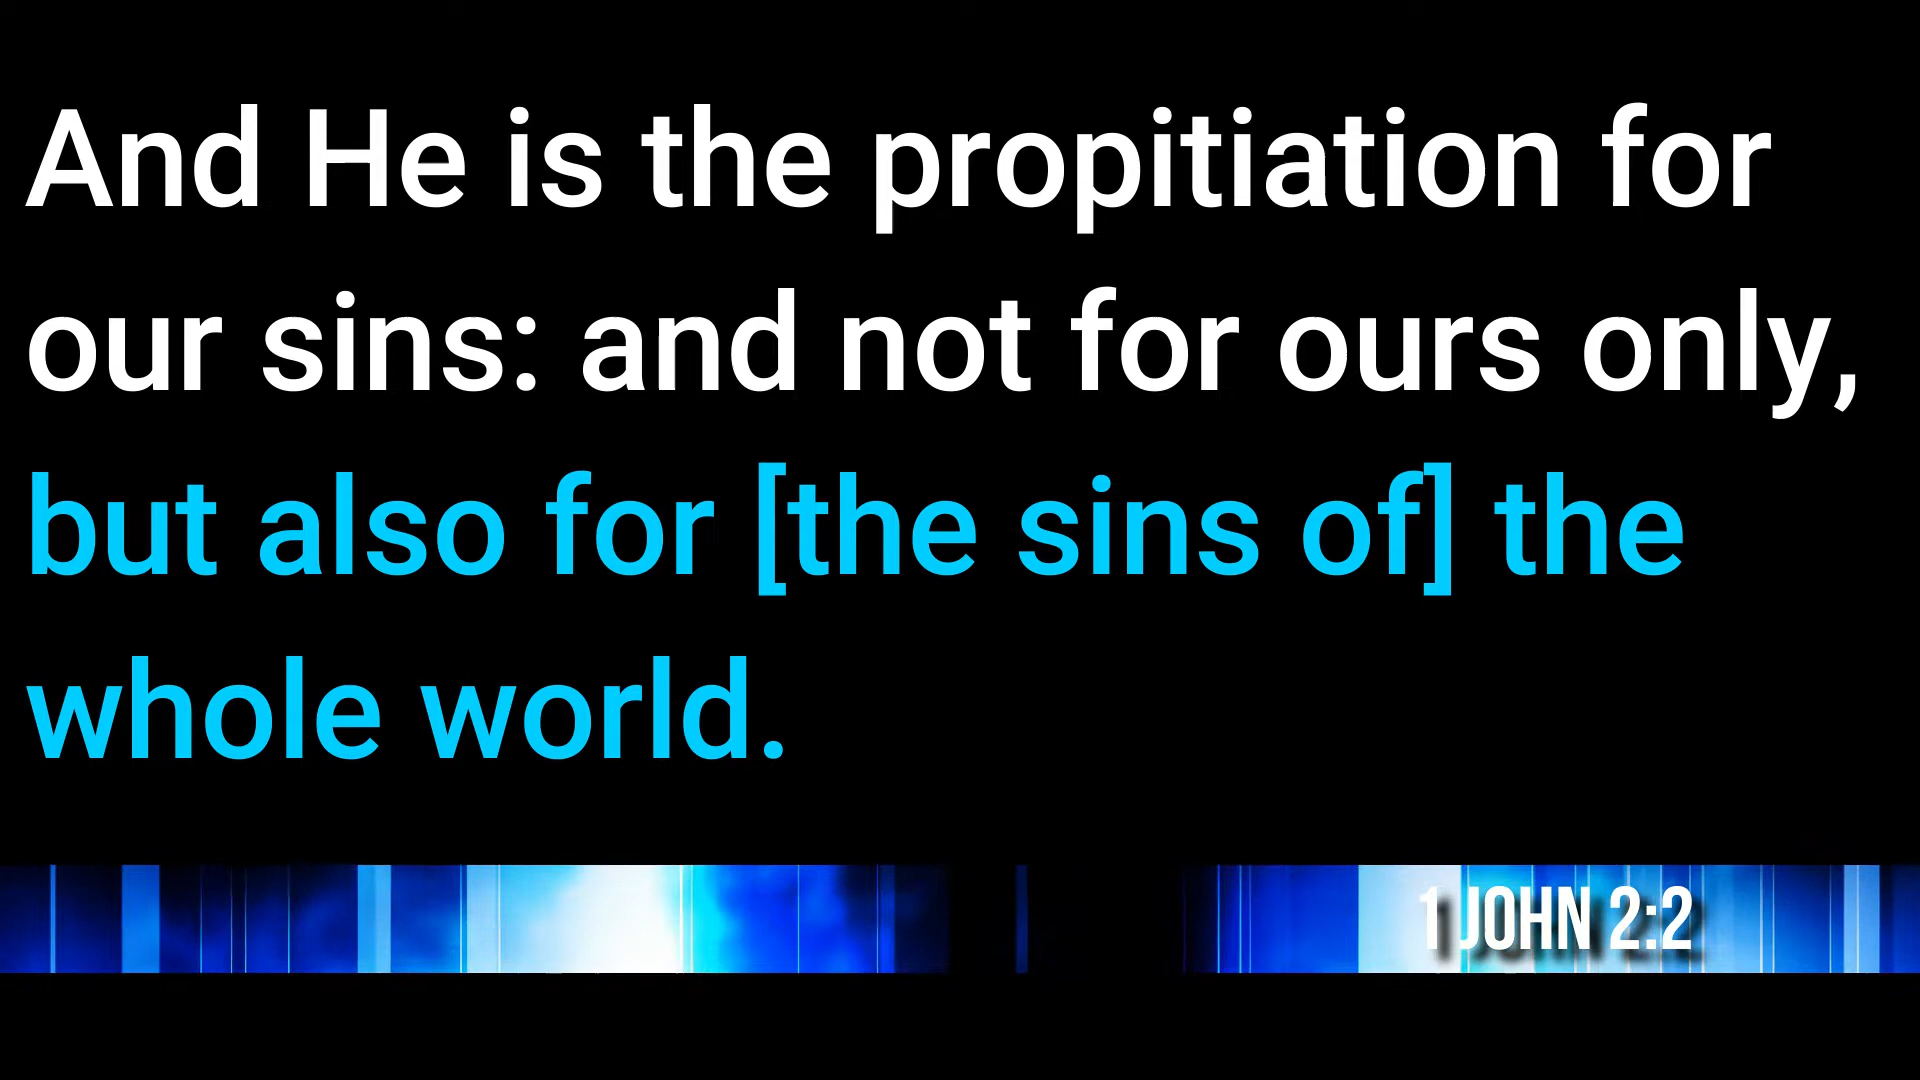 And He is the propitiation for
our sins: and not for ours only,
but also for [the sins of] the
whole world.
1 JOHN 2:2